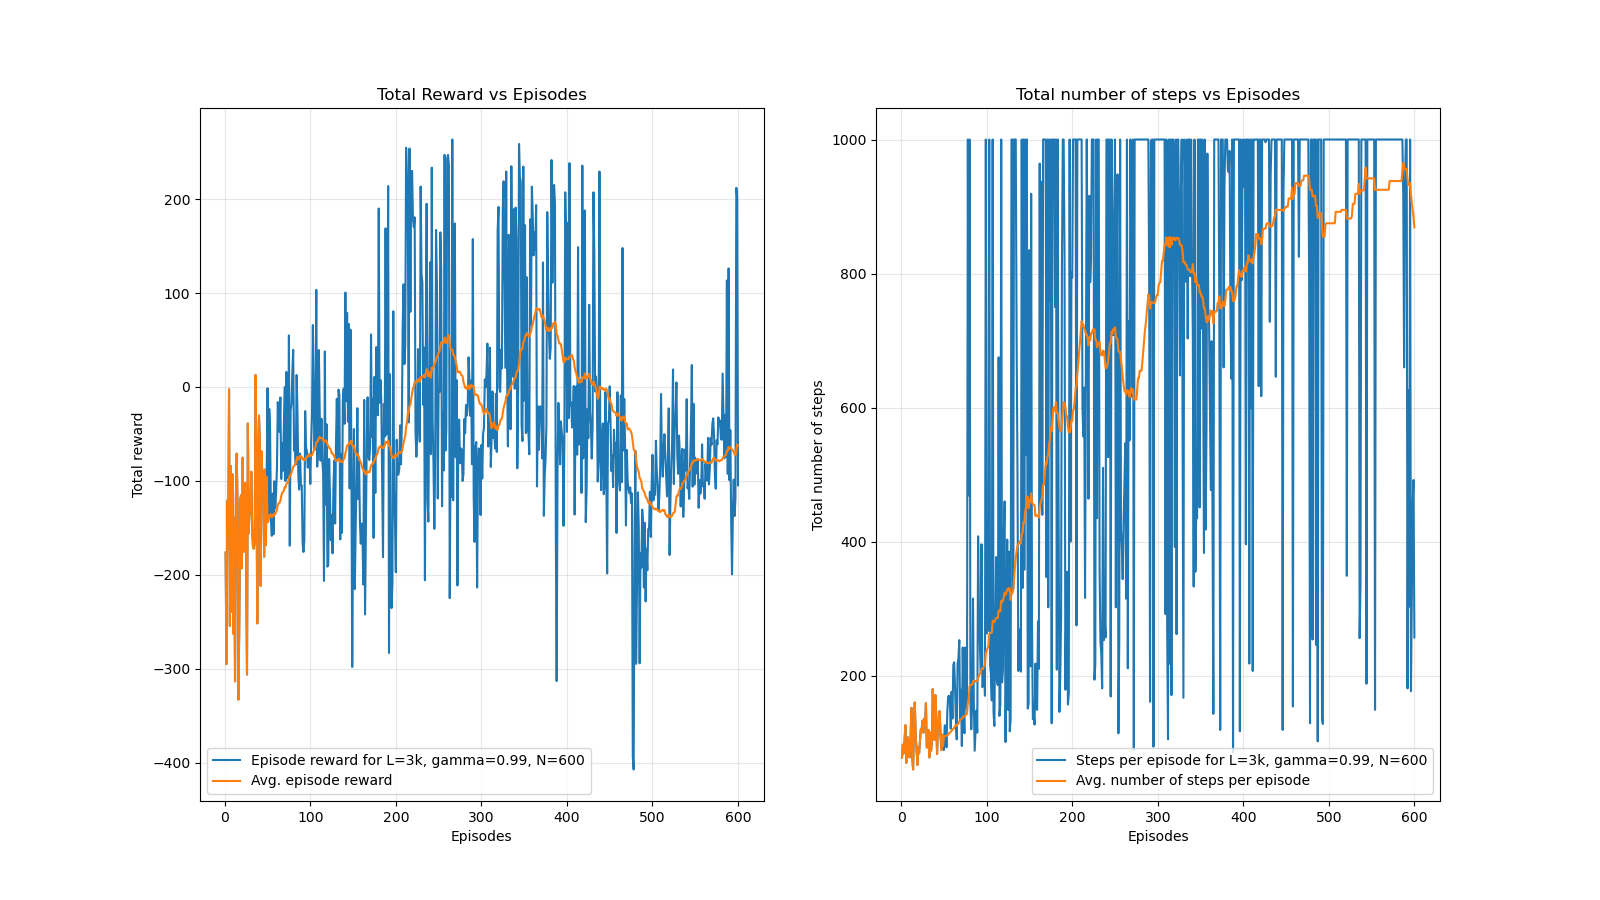 Total Reward vs Episodes
Total reward
200
100
0
−100
−200
−300
−400
0 100 200 300 400 500 600
Episodes
Episode reward for L=3k, gamma=0.99, N=600
Avg. episode reward
Total number of steps vs Episodes
Total number of steps
1000
800
600
400
200
0 100 200 300 400 500 600
Episodes
Steps per episode for L=3k, gamma=0.99, N=600
Avg. number of steps per episode